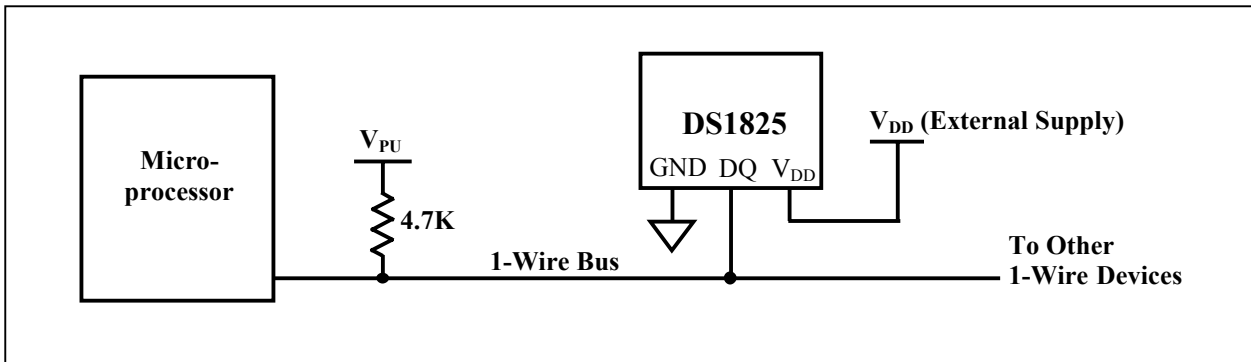 Micro-
processor
V_PU
4.7K
1-Wire Bus
DS1825
GND DQ V_DD
V_DD (External Supply)
To Other
1-Wire Devices